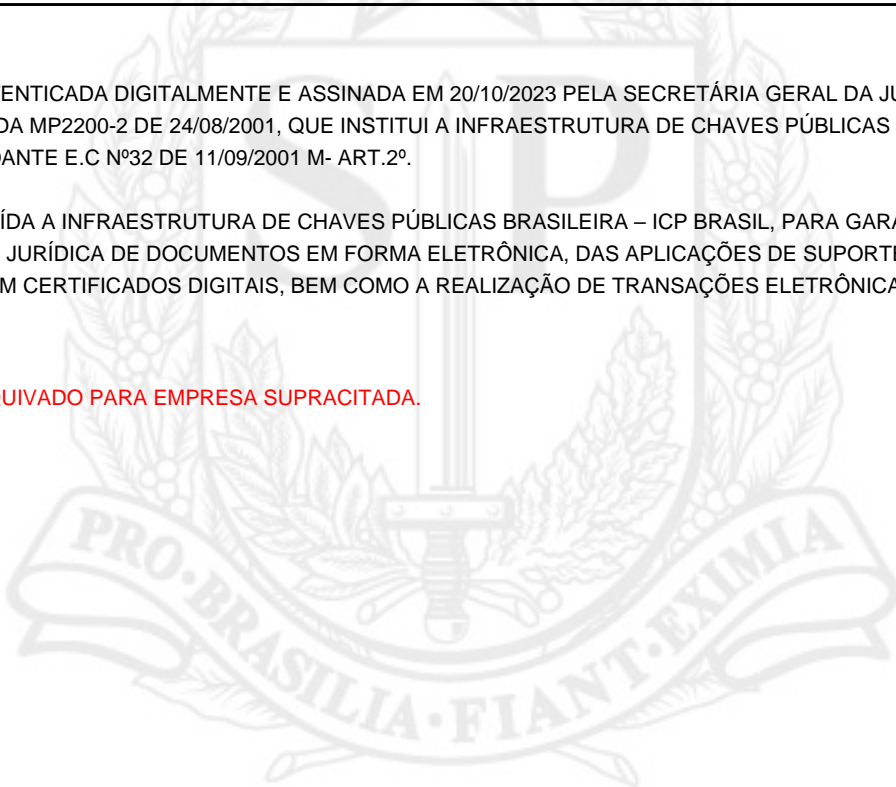 ENTICADA DIGITALMENTE E ASSINADA EM 20/10/2023 PELA SECRETÁRIA GERAL DA JU
DA MP2200-2 DE 24/08/2001, QUE INSTITUI A INFRAESTRUTURA DE CHAVES PÚBLICAS
DANTE E.C Nº32 DE 11/09/2001 M- ART.2º.
ÍDA A INFRAESTRUTURA DE CHAVES PÚBLICAS BRASILEIRA – ICP BRASIL, PARA GARA
JURÍDICA DE DOCUMENTOS EM FORMA ELETRÔNICA, DAS APLICAÇÕES DE SUPORTE
M CERTIFICADOS DIGITAIS, BEM COMO A REALIZAÇÃO DE TRANSAÇÕES ELETRÔNICA
UIVADO PARA EMPRESA SUPRACITADA.
SP
PRO·BRASILIA·FIANT·EXIMIA